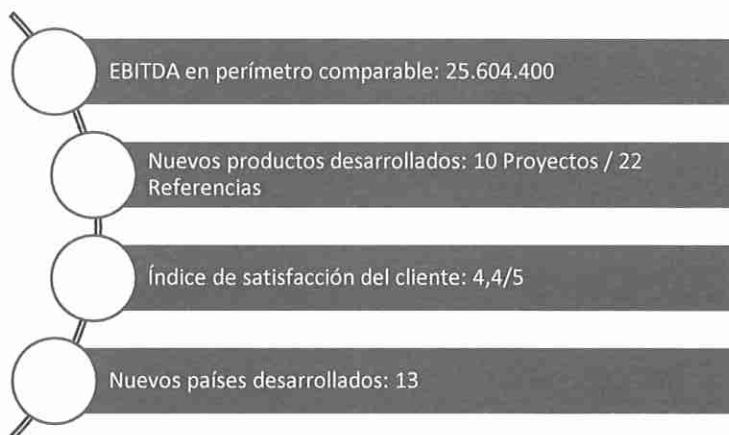 EBITDA en perímetro comparable: 25.604.400
Nuevos productos desarrollados: 10 Proyectos / 22
Referencias
Índice de satisfacción del cliente: 4,4/5
Nuevos países desarrollados: 13